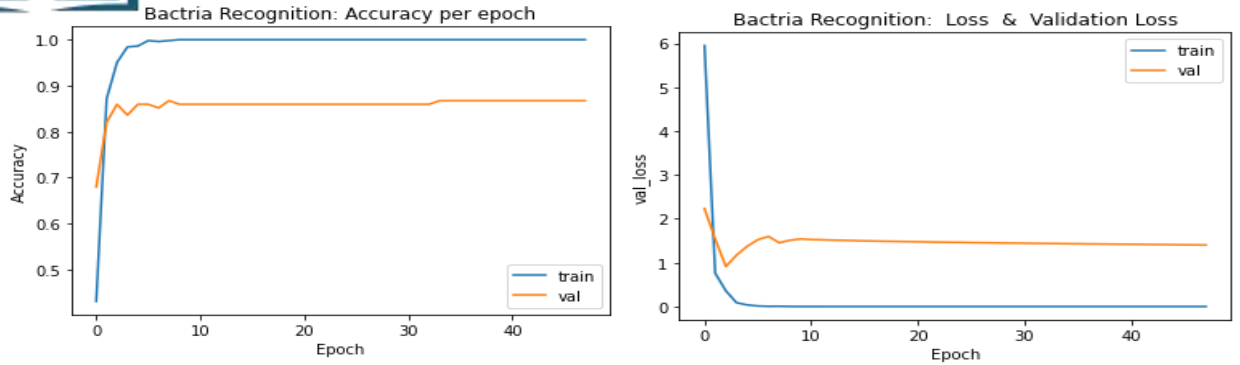 Bactria Recognition: Accuracy per epoch
1.0
0.9
0.8
0.7
0.6
0.5
Accuracy
0
10
20
30
40
Epoch
train
val
Bactria Recognition: Loss & Validation Loss
6
5
4
3
2
1
0
val_loss
0
10
20
30
40
Epoch
train
val